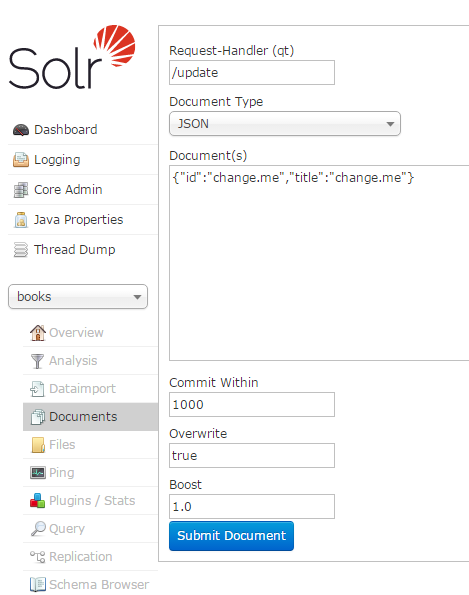 Solr
Dashboard
Logging
Core Admin
Java Properties
Thread Dump
books
Overview
Analysis
Dataimport
Documents
Files
Ping
Plugins / Stats
Query
Replication
Schema Browser
Request-Handler (qt)
/update
Document Type
JSON
Document(s)
{"id":"change.me","title":"change.me"}
Commit Within
1000
Overwrite
true
Boost
1.0
Submit Document